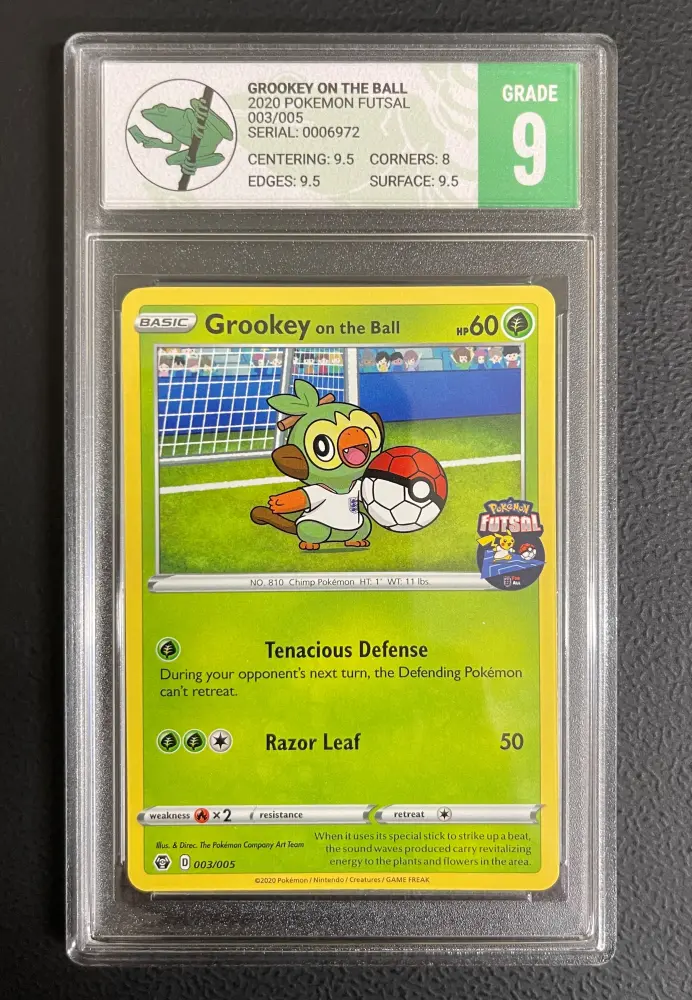 GROOKEY ON THE BALL
2020 POKEMON FUTSAL
003/005
SERIAL: 0006972
CENTERING: 9.5 CORNERS: 8
EDGES: 9.5 SURFACE: 9.5
GRADE
9
BASIC Grookey on the Ball HP60
Pokémon
FUTSAL
NO. 810 Chimp Pokémon HT: 1' WT: 11 lbs.
Tenacious Defense
During your opponent's next turn, the Defending Pokémon
can't retreat.
Razor Leaf 50
weakness ×2 resistance retreat
Illus. & Direc. The Pokémon Company Art Team
When it uses its special stick to strike up a beat,
the sound waves produced carry revitalizing
energy to the plants and flowers in the area.
D 003/005
©2020 Pokémon / Nintendo / Creatures / GAME FREAK